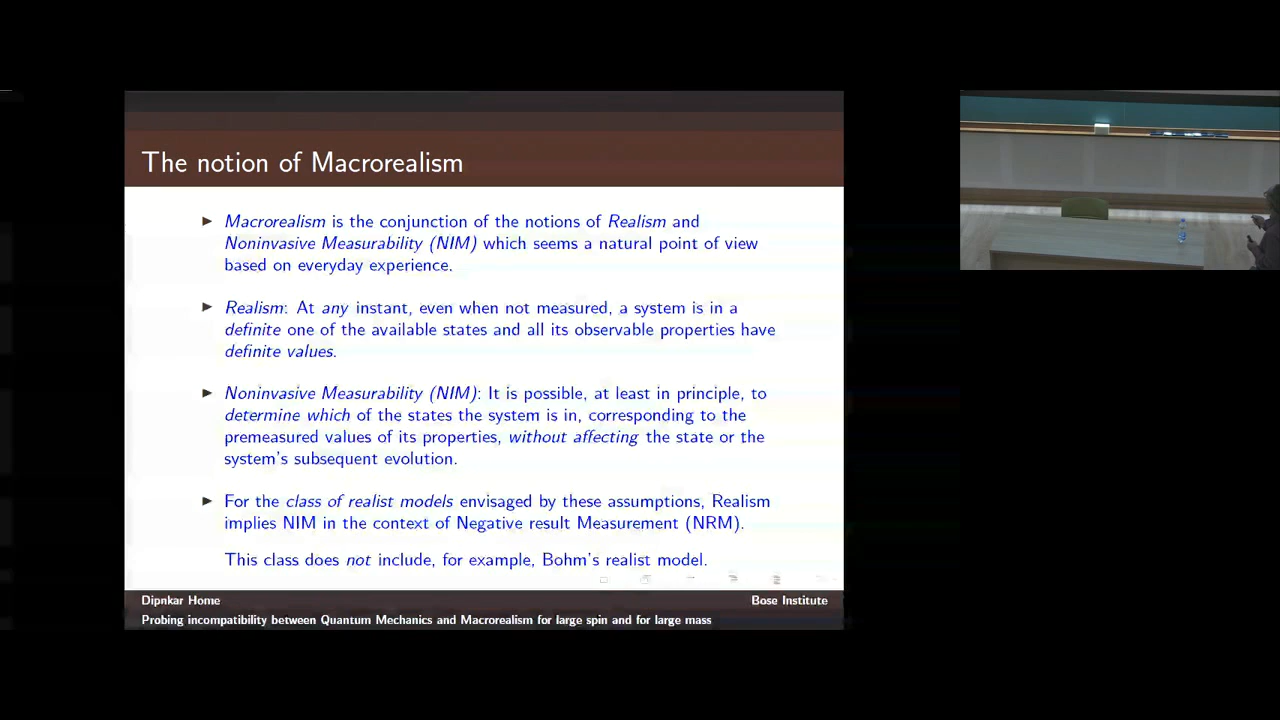 The notion of Macrorealism
Macrorealism is the conjunction of the notions of Realism and
Noninvasive Measurability (NIM) which seems a natural point of view
based on everyday experience.
Realism: At any instant, even when not measured, a system is in a
definite one of the available states and all its observable properties have
definite values.
Noninvasive Measurability (NIM): It is possible, at least in principle, to
determine which of the states the system is in, corresponding to the
premeasured values of its properties, without affecting the state or the
system's subsequent evolution.
For the class of realist models envisaged by these assumptions, Realism
implies NIM in the context of Negative result Measurement (NRM).
This class does not include, for example, Bohm's realist model.
Dipnkar Home
Bose Institute
Probing incompatibility between Quantum Mechanics and Macrorealism for large spin and for large mass